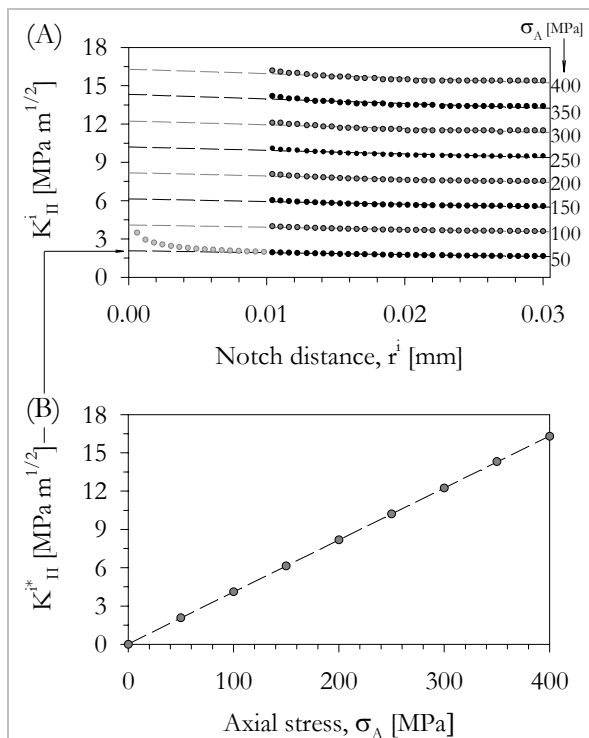 (A)
σA [MPa]
18
15
12
9
6
3
0
K^i_II [MPa m^1/2]
400
350
300
250
200
150
100
50
0.00 0.01 0.02 0.03
Notch distance, r^i [mm]
(B)
18
15
12
9
6
3
0
K^i*_II [MPa m^1/2]
0 100 200 300 400
Axial stress, σA [MPa]